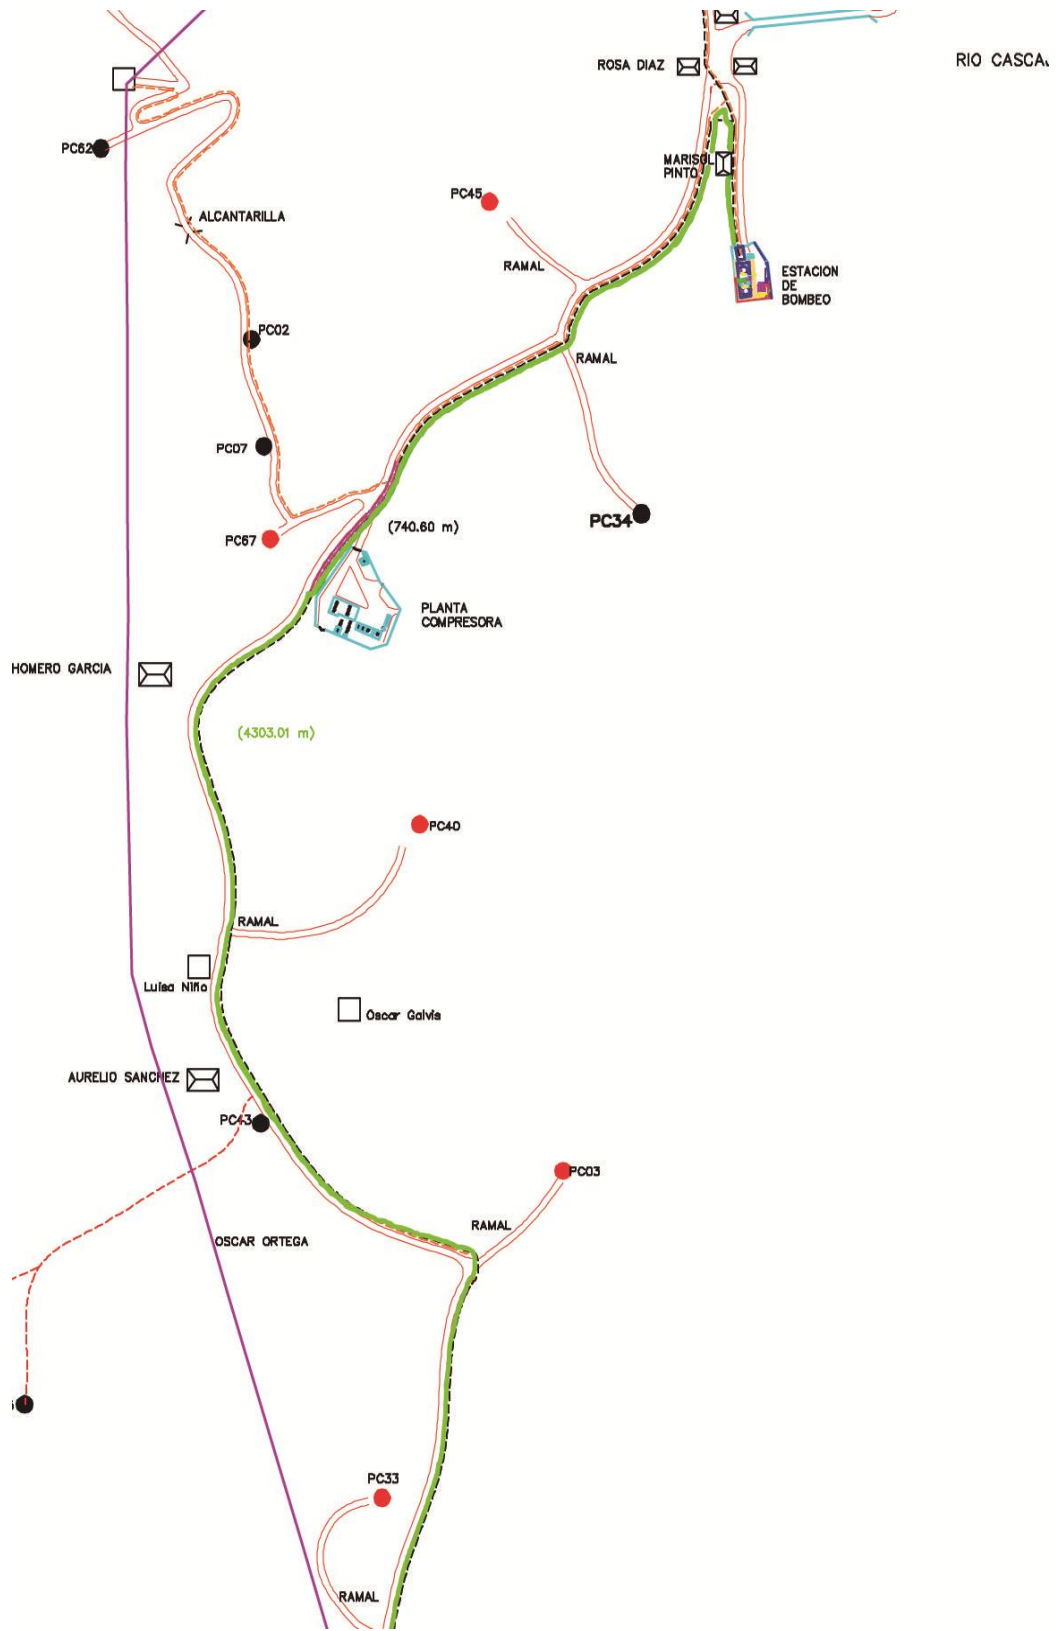 ROSA DIAZ
RIO CASCAJ
PC62
MARISOL
PINTO
PC45
ALCANTARILLA
RAMAL
ESTACION
DE
BOMBEO
PC02
RAMAL
PC07
PC34
(740.60 m)
PC67
PLANTA
COMPRESORA
HOMERO GARCIA
(4303.01 m)
PC40
RAMAL
Luisa Niño
Oscar Galvis
AURELIO SANCHEZ
PC43
PC03
RAMAL
OSCAR ORTEGA
PC33
RAMAL